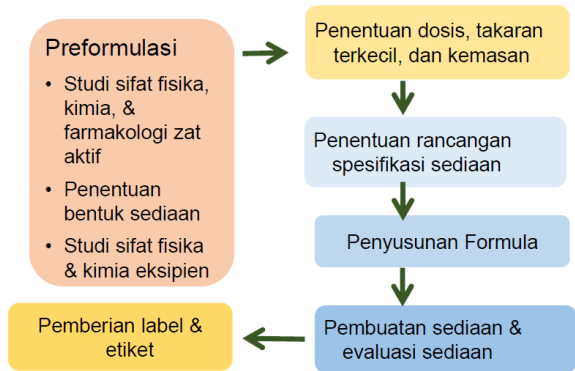 Preformulasi
• Studi sifat fisika,
kimia, &
farmakologi zat
aktif
• Penentuan
bentuk sediaan
• Studi sifat fisika
& kimia eksipien
Penentuan dosis, takaran
terkecil, dan kemasan
Penentuan rancangan
spesifikasi sediaan
Penyusunan Formula
Pembuatan sediaan &
evaluasi sediaan
Pemberian label &
etiket